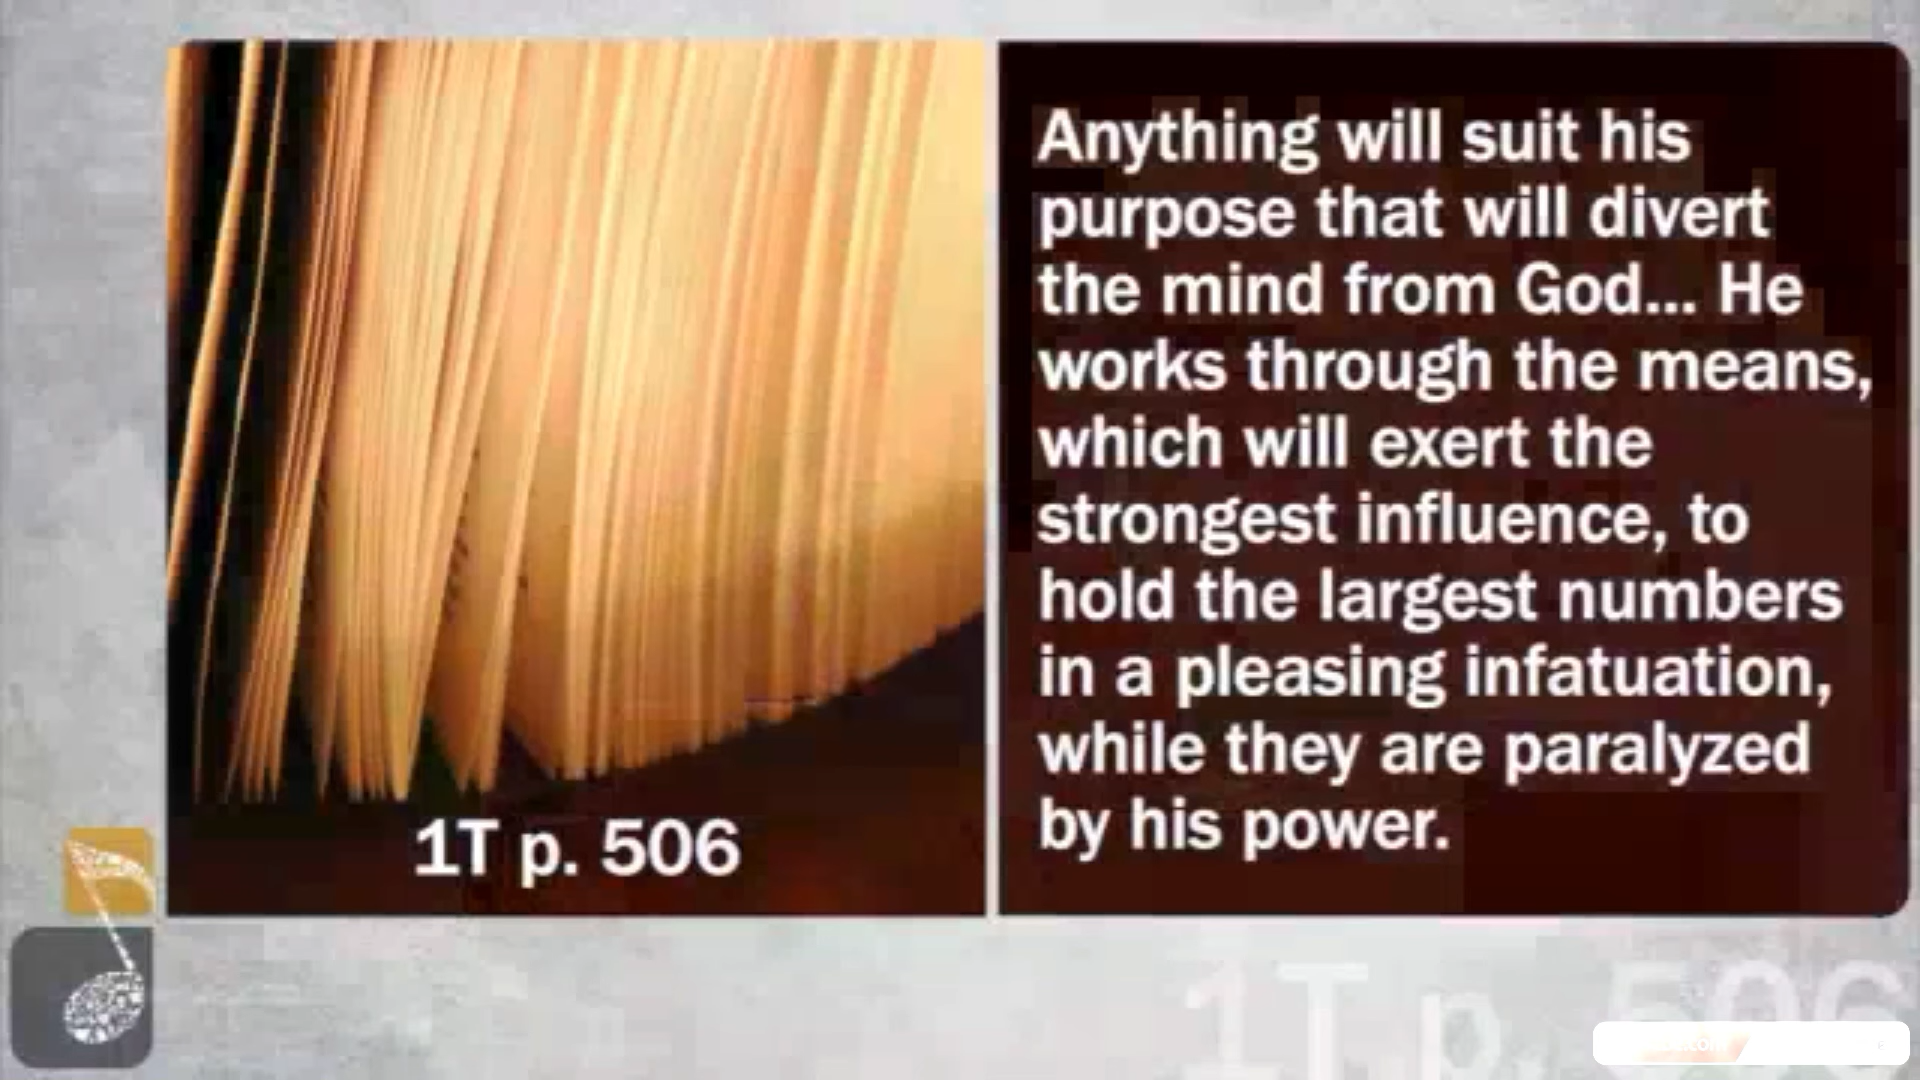 Anything will suit his
purpose that will divert
the mind from God... He
works through the means,
which will exert the
strongest influence, to
hold the largest numbers
in a pleasing infatuation,
while they are paralyzed
by his power.
1T p. 506
1T p. 506